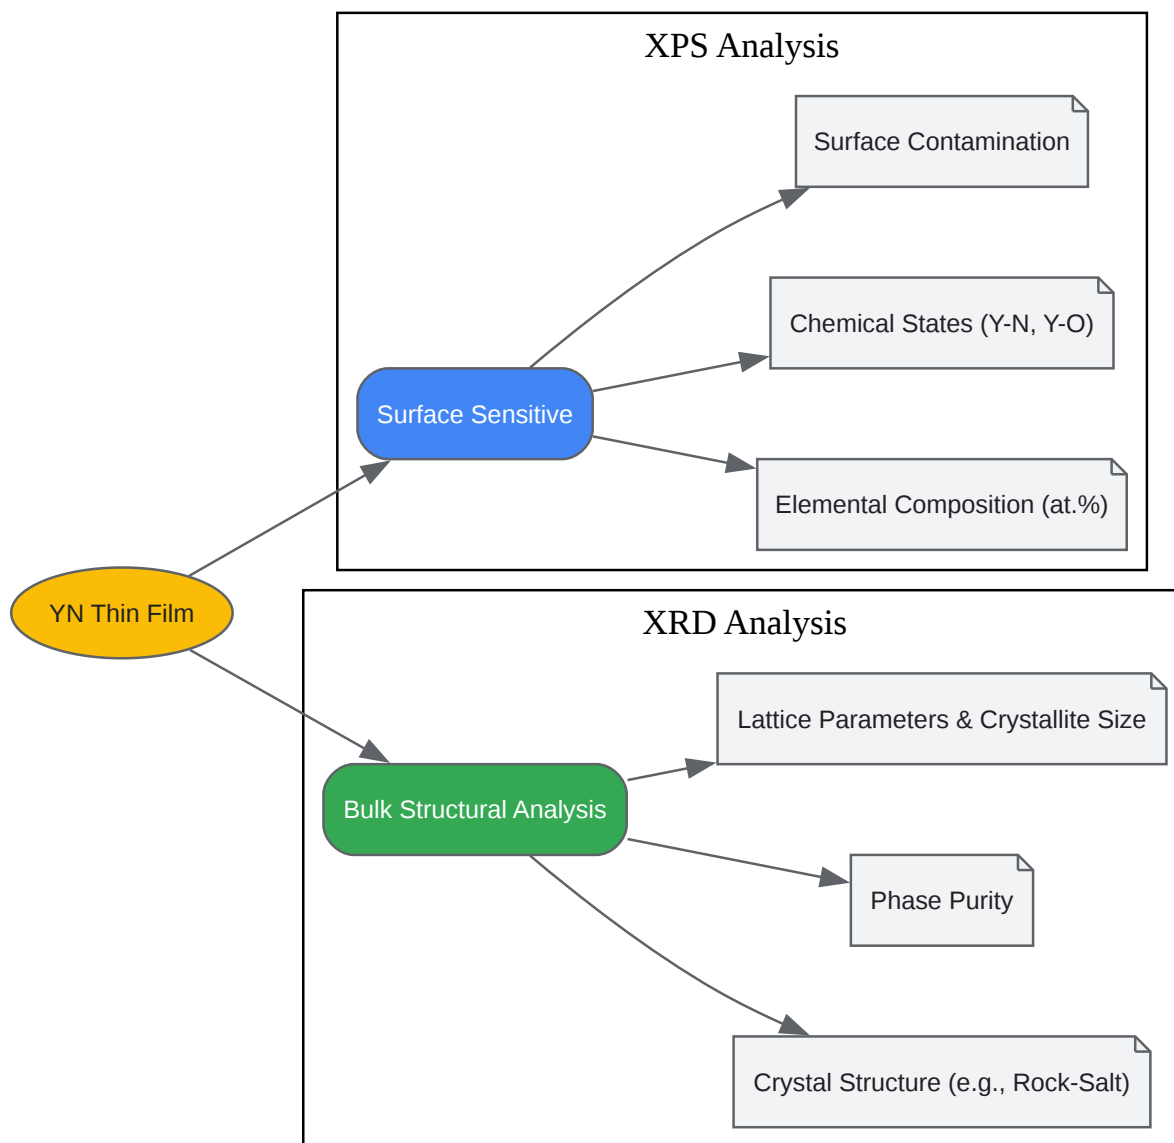 XPS Analysis
Surface Contamination
Chemical States (Y-N, Y-O)
Surface Sensitive
Elemental Composition (at.%)
YN Thin Film
XRD Analysis
Lattice Parameters & Crystallite Size
Bulk Structural Analysis
Phase Purity
Crystal Structure (e.g., Rock-Salt)